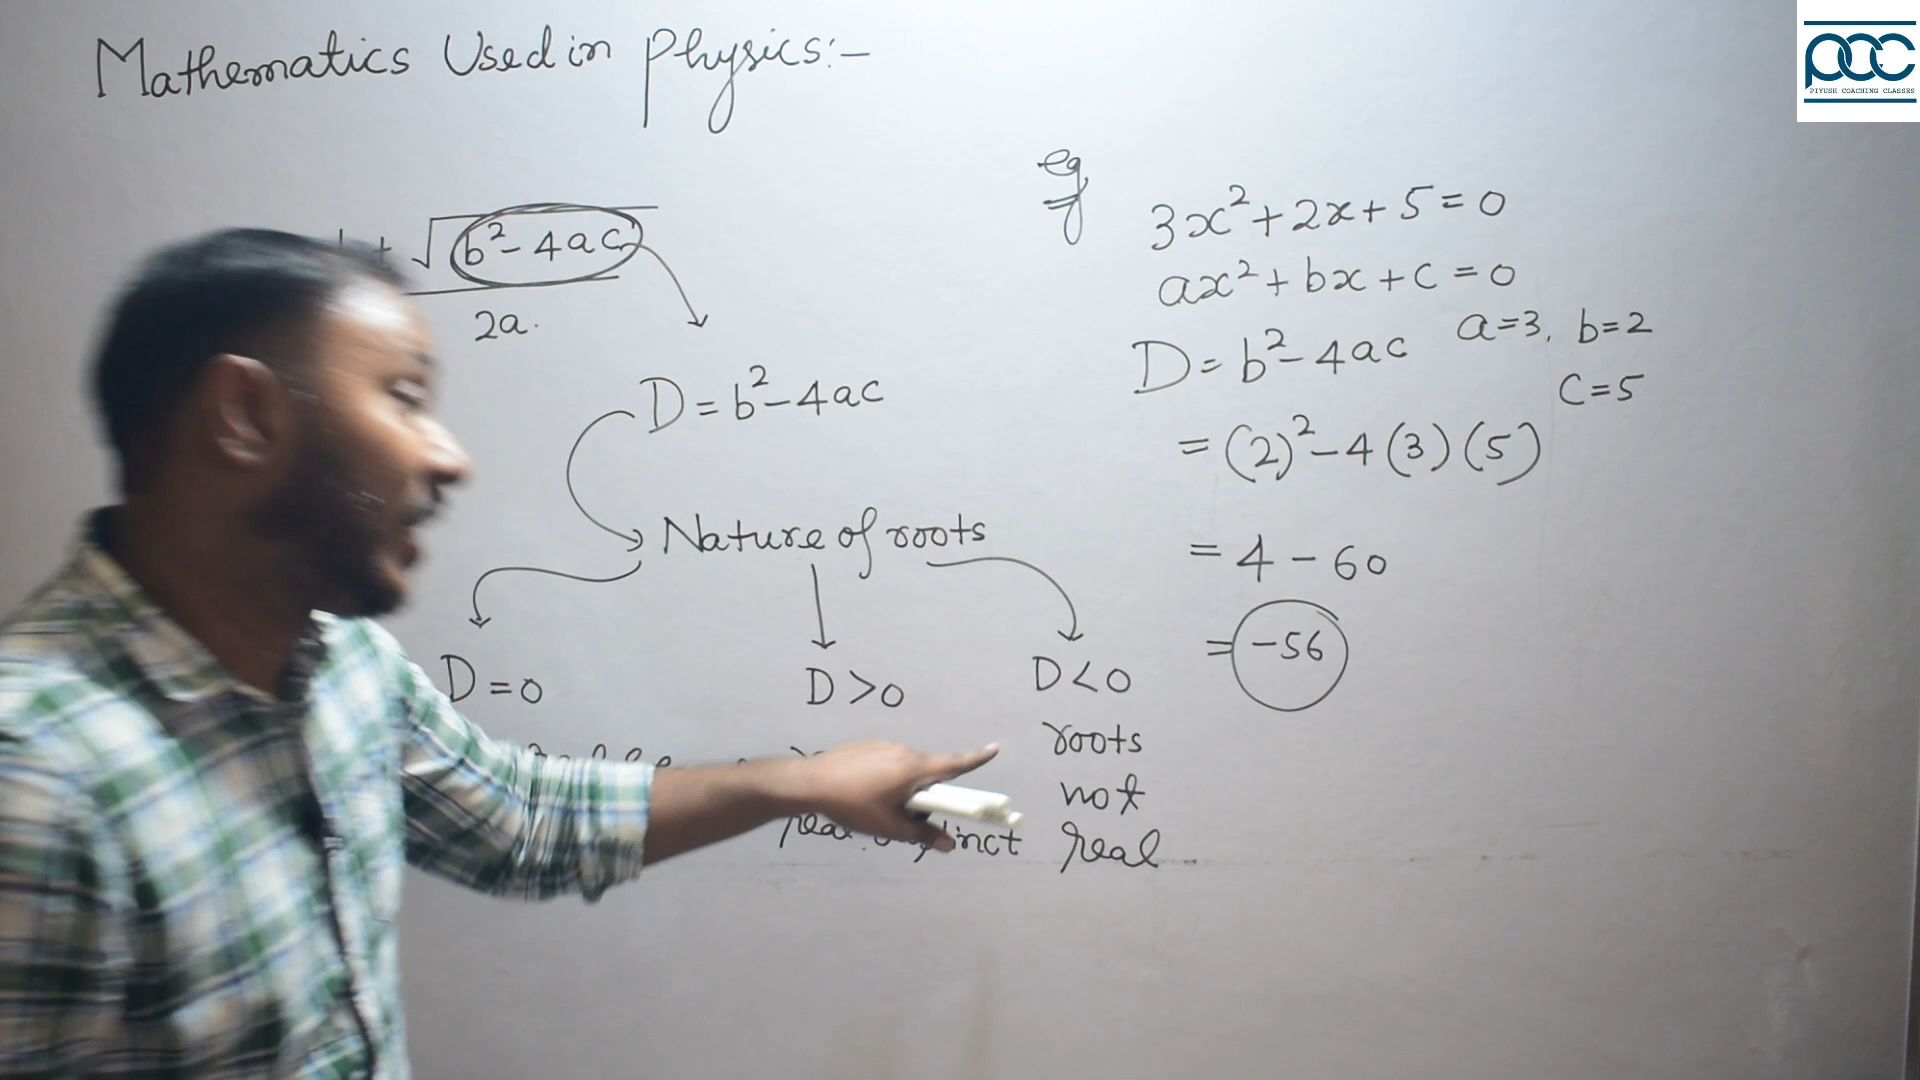 Mathematics Used in Physics:-
+ √b²-4ac
2a.
D = b²-4ac
Nature of roots
D=0
D>0
D<0
roots
not
real
eg
3x²+2x+5=0
ax²+bx+c=0
D= b²-4ac
a=3, b=2
c=5
= (2)²-4(3)(5)
= 4-60
= -56
PCC
PIYUSH COACHING CLASSES